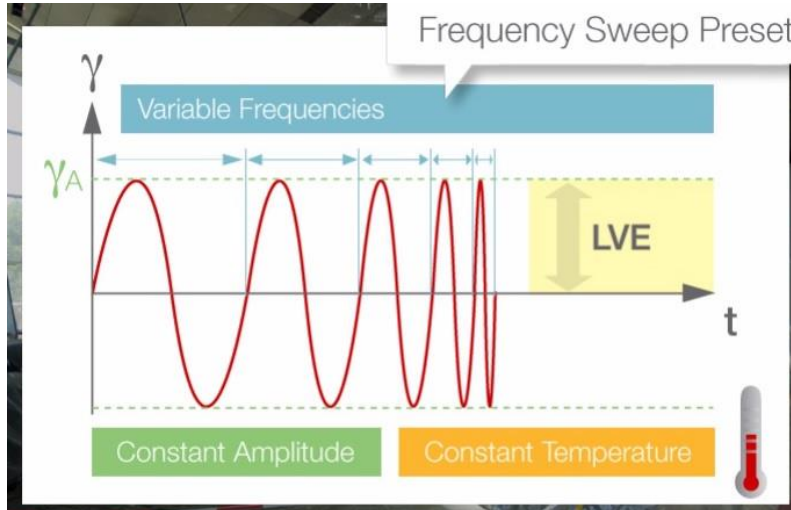 Frequency Sweep Preset
γ
Variable Frequencies
γA
LVE
t
Constant Amplitude
Constant Temperature